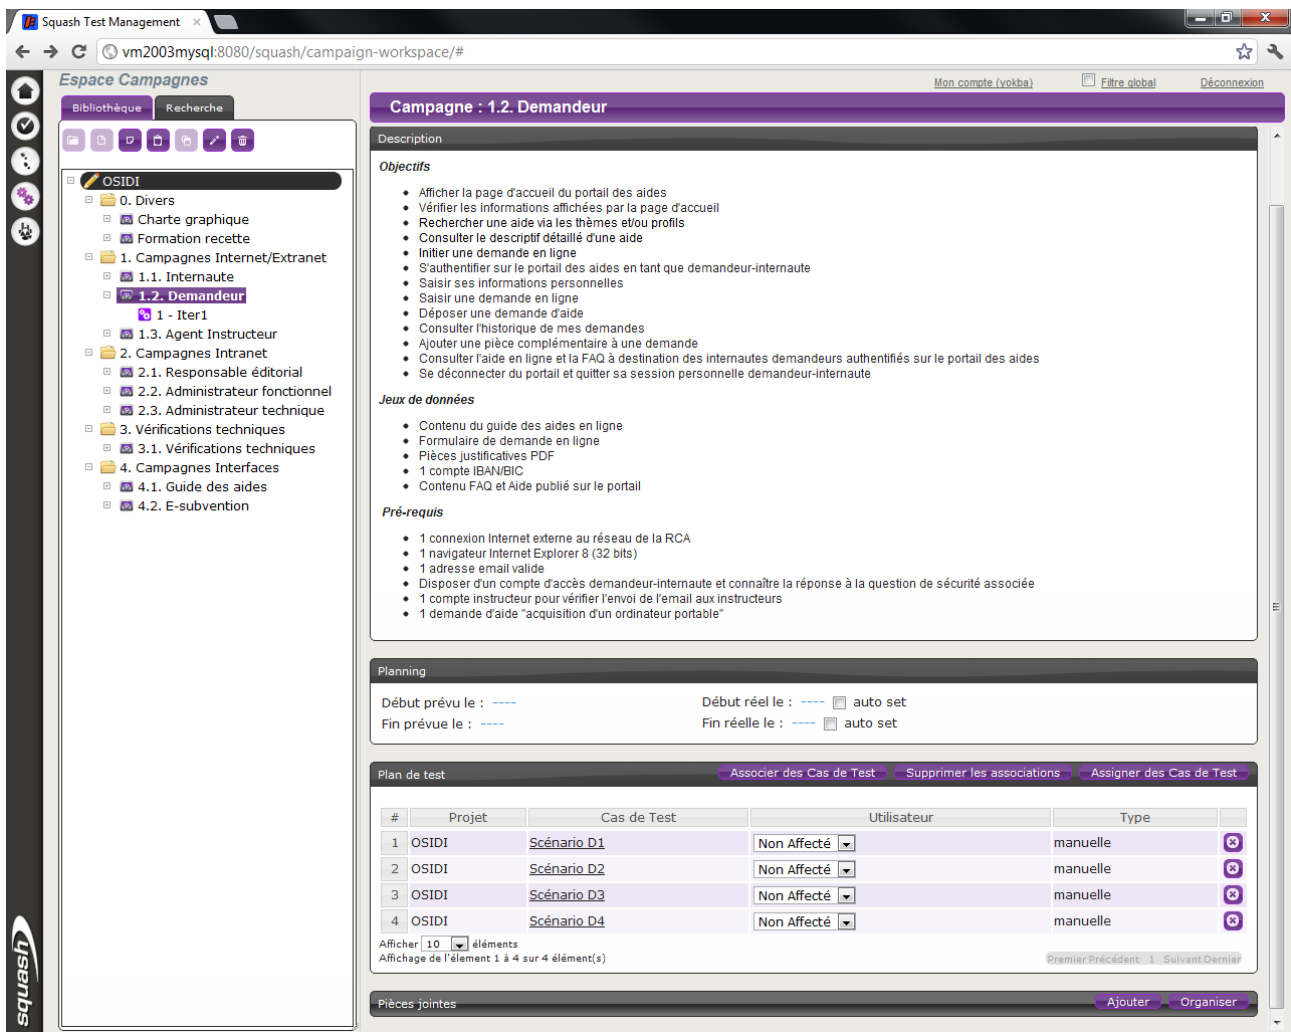 Squash Test Management
vm2003mysql:8080/squash/campaign-workspace/#
Espace Campagnes
Mon compte (yokba)
Filtre global
Déconnexion
Bibliothèque
Recherche
Campagne : 1.2. Demandeur
OSIDI
0. Divers
Charte graphique
Formation recette
1. Campagnes Internet/Extranet
1.1. Internaute
1.2. Demandeur
1 - Iter1
1.3. Agent Instructeur
2. Campagnes Intranet
2.1. Responsable éditorial
2.2. Administrateur fonctionnel
2.3. Administrateur technique
3. Vérifications techniques
3.1. Vérifications techniques
4. Campagnes Interfaces
4.1. Guide des aides
4.2. E-subvention
squash
Description
Objectifs
Afficher la page d'accueil du portail des aides
Vérifier les informations affichées par la page d'accueil
Rechercher une aide via les thèmes et/ou profils
Consulter le descriptif détaillé d'une aide
Initier une demande en ligne
S'authentifier sur le portail des aides en tant que demandeur-internaute
Saisir ses informations personnelles
Saisir une demande en ligne
Déposer une demande d'aide
Consulter l'historique de mes demandes
Ajouter une pièce complémentaire à une demande
Consulter l'aide en ligne et la FAQ à destination des internautes demandeurs authentifiés sur le portail des aides
Se déconnecter du portail et quitter sa session personnelle demandeur-internaute
Jeux de données
Contenu du guide des aides en ligne
Formulaire de demande en ligne
Pièces justificatives PDF
1 compte IBAN/BIC
Contenu FAQ et Aide publié sur le portail
Pré-requis
1 connexion Internet externe au réseau de la RCA
1 navigateur Internet Explorer 8 (32 bits)
1 adresse email valide
Disposer d'un compte d'accès demandeur-internaute et connaître la réponse à la question de sécurité associée
1 compte instructeur pour vérifier l'envoi de l'email aux instructeurs
1 demande d'aide "acquisition d'un ordinateur portable"
Planning
Début prévu le : ----
Début réel le : ---- auto set
Fin prévue le : ----
Fin réelle le : ---- auto set
Plan de test
Associer des Cas de Test
Supprimer les associations
Assigner des Cas de Test
# Projet Cas de Test Utilisateur Type
1 OSIDI Scénario D1 Non Affecté manuelle
2 OSIDI Scénario D2 Non Affecté manuelle
3 OSIDI Scénario D3 Non Affecté manuelle
4 OSIDI Scénario D4 Non Affecté manuelle
Afficher 10 éléments
Affichage de l'élement 1 à 4 sur 4 élément(s)
Premier Précédent 1 Suivant Dernier
Pièces jointes
Ajouter
Organiser